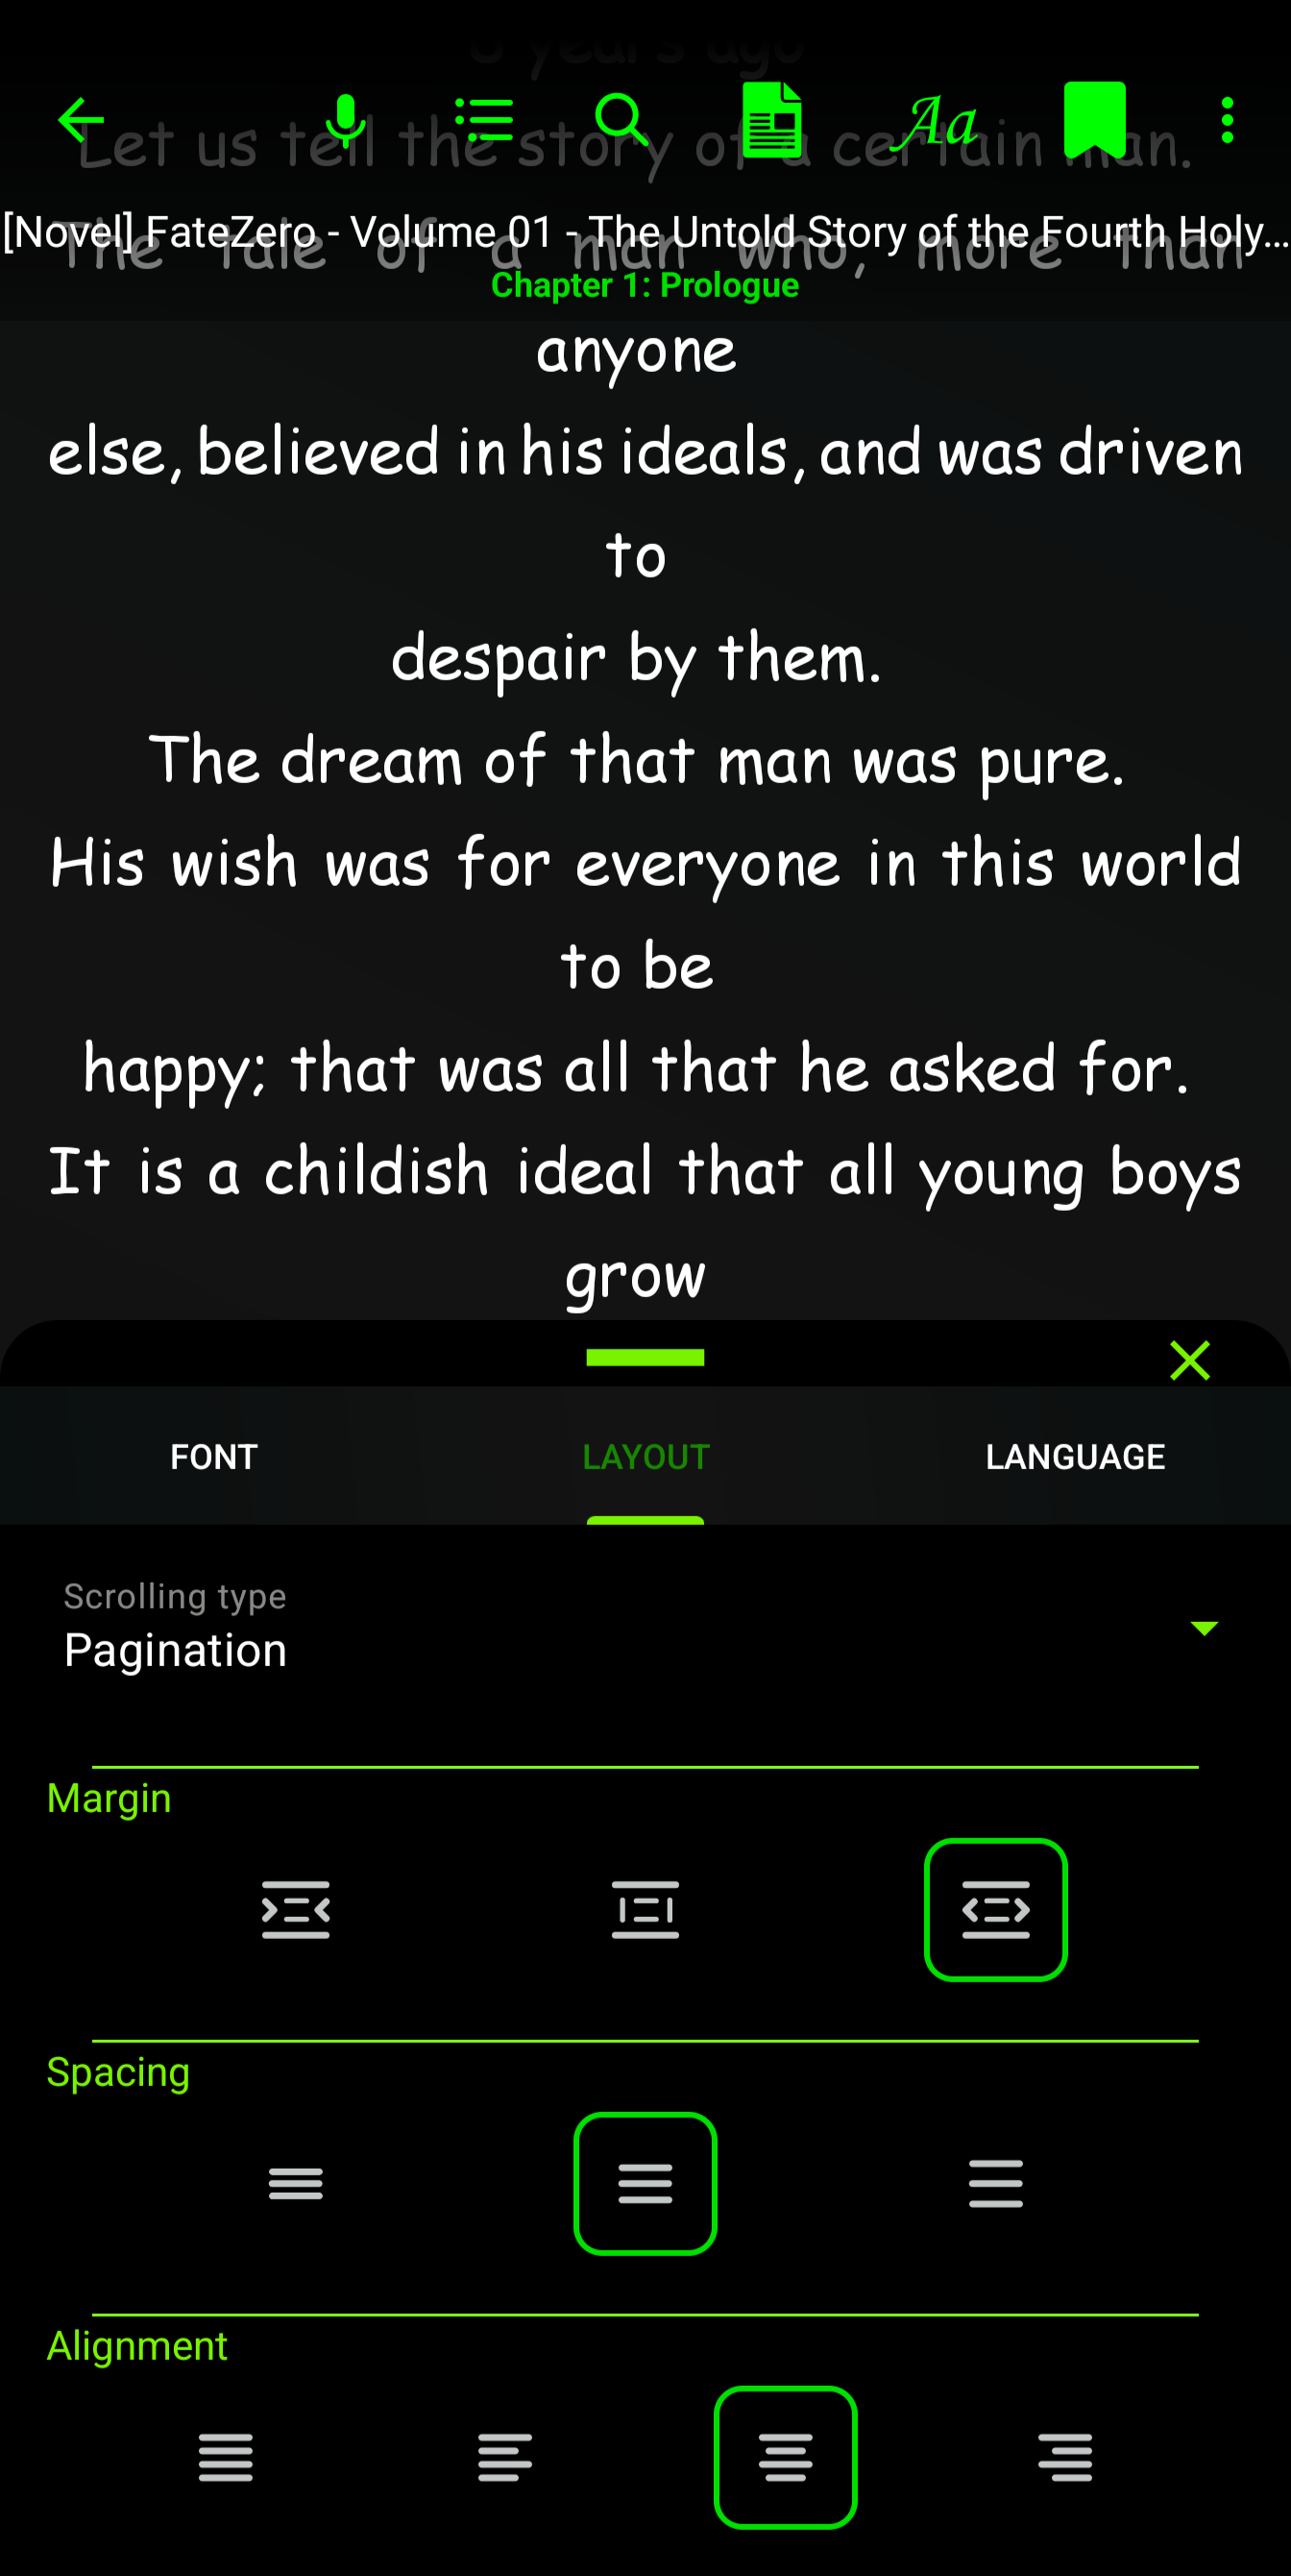 8 years ago
Let us tell the story of a certain man.
[Novel] FateZero - Volume 01 - The Untold Story of the Fourth Holy...
The tale of a man who, more than
Chapter 1: Prologue
anyone
else, believed in his ideals, and was driven
to
despair by them.
The dream of that man was pure.
His wish was for everyone in this world
to be
happy; that was all that he asked for.
It is a childish ideal that all young boys
grow
FONT
LAYOUT
LANGUAGE
Scrolling type
Pagination
Margin
Spacing
Alignment